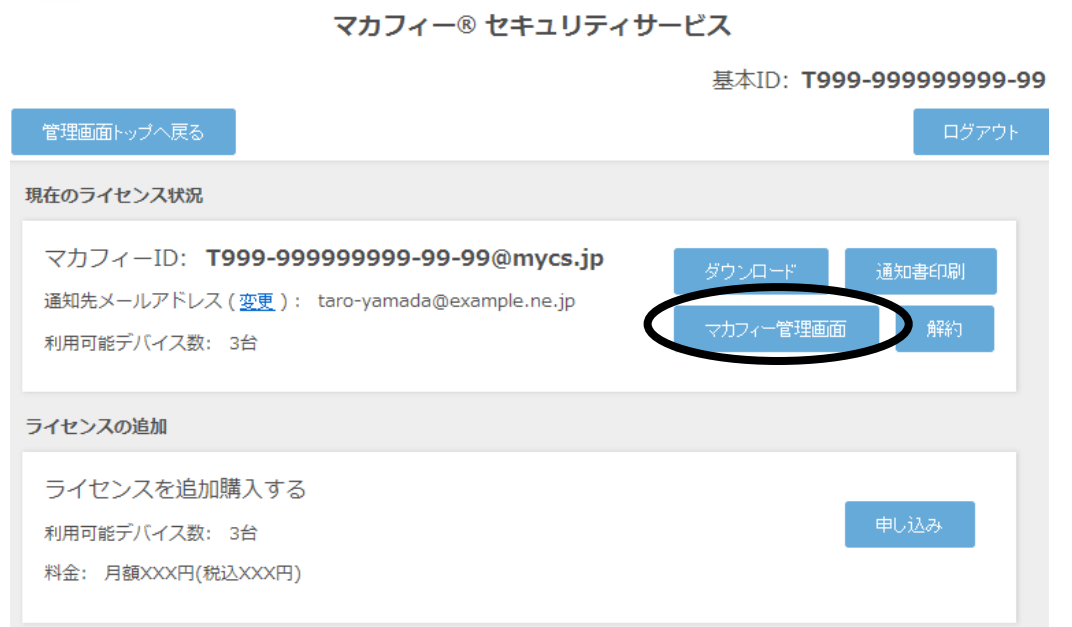 マカフィー® セキュリティサービス
基本ID: T999-999999999-99
管理画面トップへ戻る
ログアウト
現在のライセンス状況
マカフィーID: T999-999999999-99-99@mycs.jp
ダウンロード
通知書印刷
通知先メールアドレス ( 変更 ) : taro-yamada@example.ne.jp
マカフィー管理画面
解約
利用可能デバイス数: 3台
ライセンスの追加
ライセンスを追加購入する
利用可能デバイス数: 3台
申し込み
料金: 月額XXX円(税込XXX円)